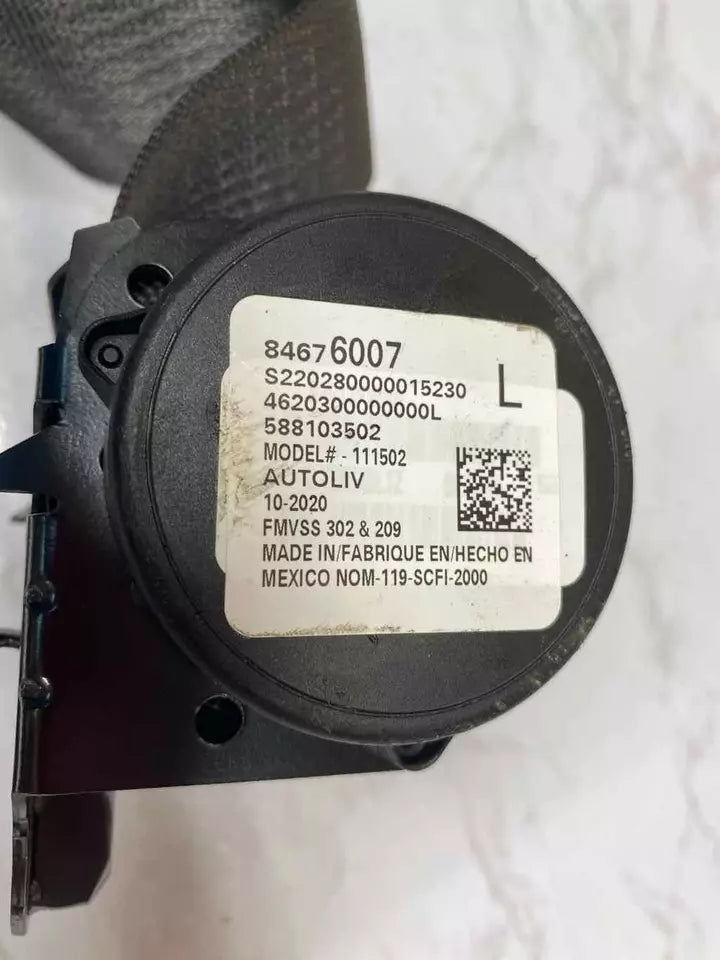 84676007
L
S220280000015230
4620300000000L
588103502
MODEL# - 111502
AUTOLIV
10-2020
FMVSS 302 & 209
MADE IN/FABRIQUE EN/HECHO EN
MEXICO NOM-119-SCFI-2000